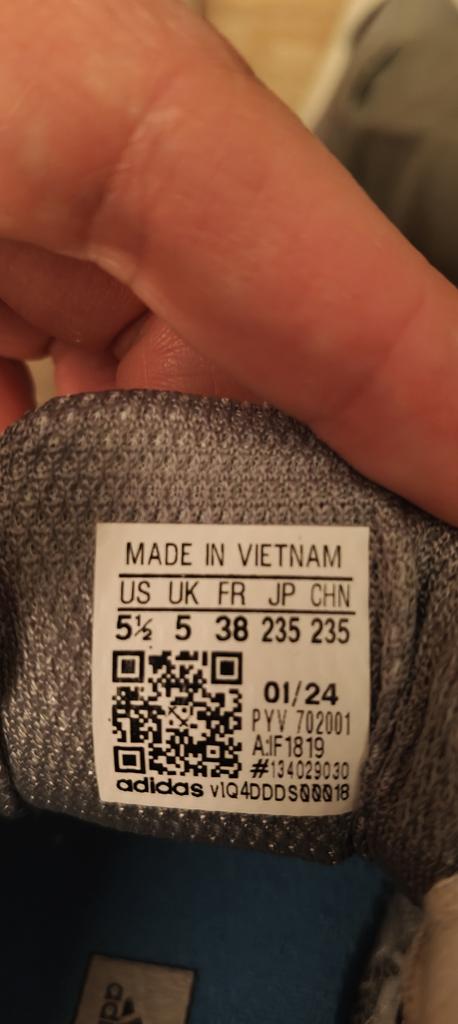 MADE IN VIETNAM
US UK FR JP CHN
5½ 5 38 235 235
01/24
PYV 702001
A:IF1819
#134029030
adidas v1Q4DDDS00018